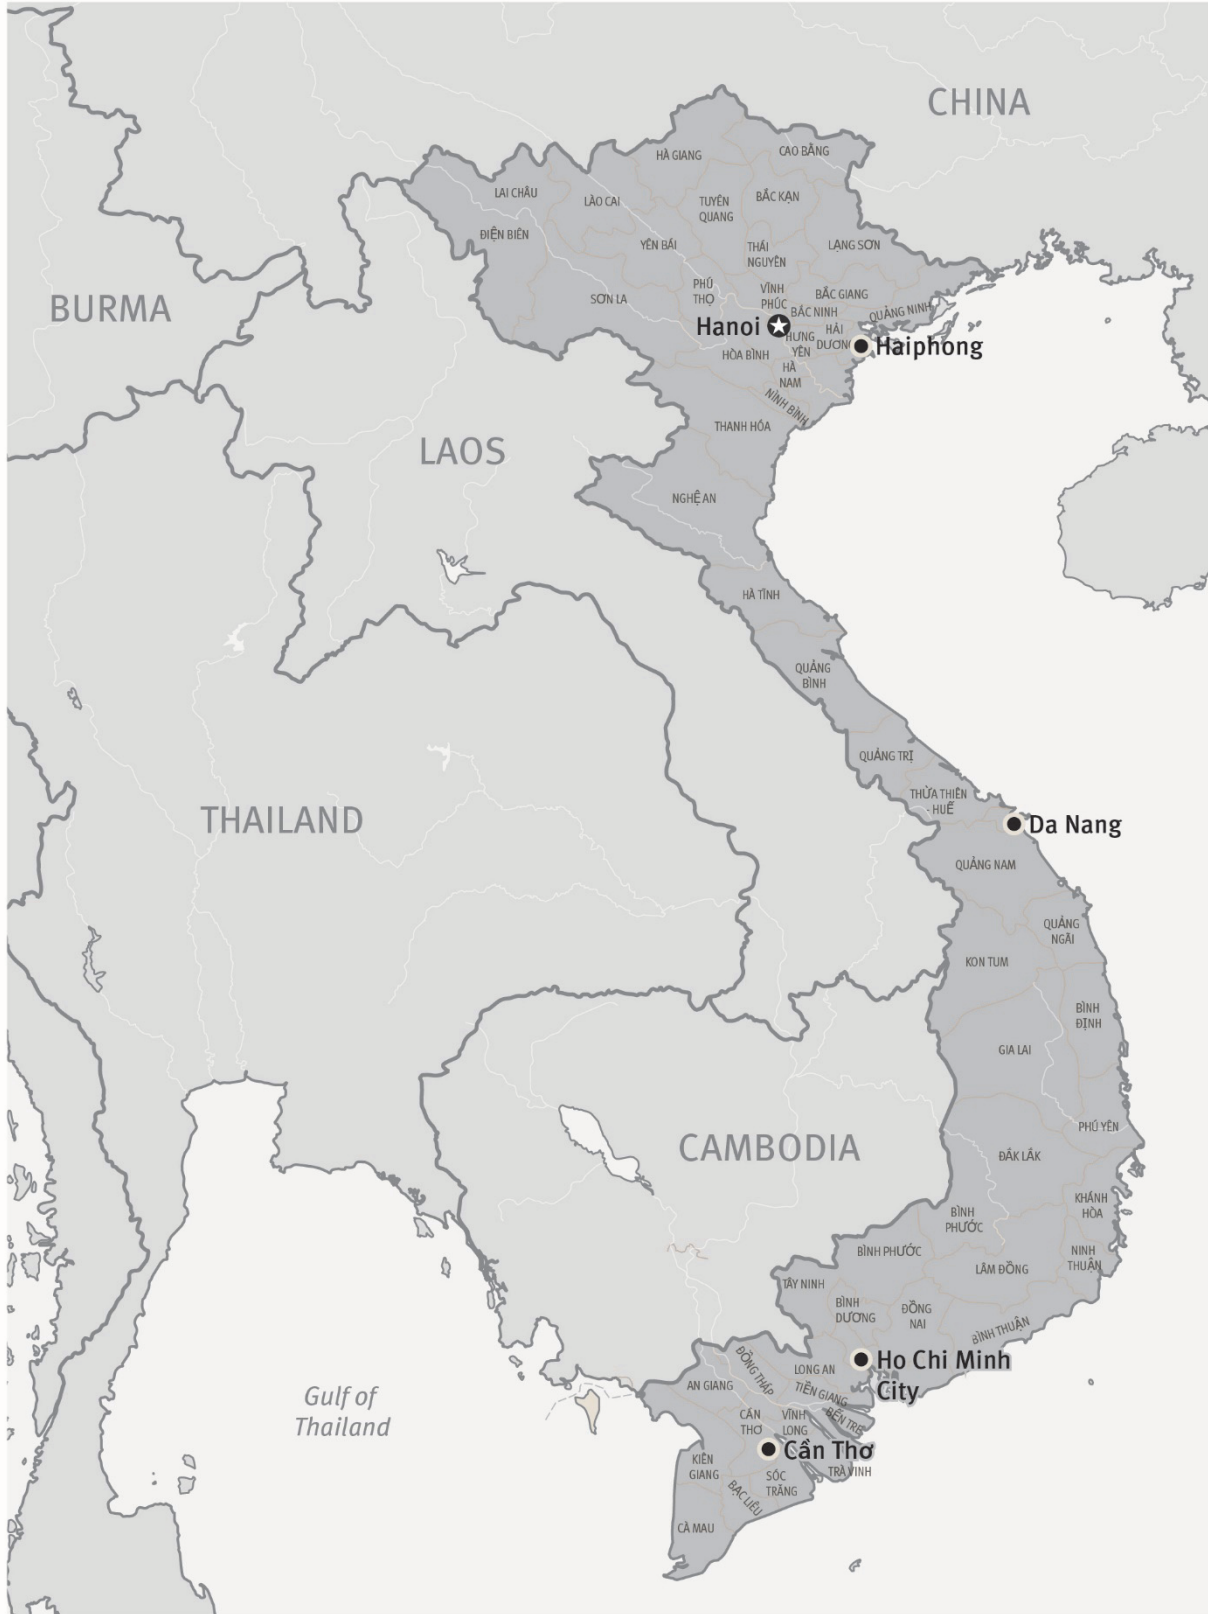 CHINA
HÀ GIANG
CAO BẰNG
LAI CHÂU
LÀO CAI
TUYÊN
QUANG
BẮC KẠN
ĐIỆN BIÊN
YÊN BÁI
THÁI
NGUYÊN
LẠNG SƠN
BURMA
SƠN LA
PHÚ
THỌ
VĨNH
PHÚC
BẮC GIANG
BẮC NINH
QUẢNG NINH
Hanoi
HƯNG
YÊN
HẢI
DƯƠNG
Haiphong
HÒA BÌNH
HÀ
NAM
NINH BÌNH
THANH HÓA
LAOS
NGHỆ AN
HÀ TĨNH
QUẢNG
BÌNH
QUẢNG TRỊ
THAILAND
THỪA THIÊN
- HUẾ
Da Nang
QUẢNG NAM
QUẢNG
NGÃI
KON TUM
BÌNH
ĐỊNH
GIA LAI
PHÚ YÊN
CAMBODIA
ĐẮK LẮK
KHÁNH
HÒA
BÌNH
PHƯỚC
BÌNH PHƯỚC
NINH
THUẬN
LÂM ĐỒNG
TÂY NINH
BÌNH
DƯƠNG
ĐỒNG
NAI
BÌNH THUẬN
Ho Chi Minh
City
ĐỒNG THÁP
LONG AN
AN GIANG
TIỀN GIANG
Gulf of
Thailand
CẦN
THƠ
VĨNH
LONG
BẾN TRE
Cần Thơ
KIÊN
GIANG
SÓC
TRĂNG
TRÀ VINH
BẠC LIÊU
CÀ MAU